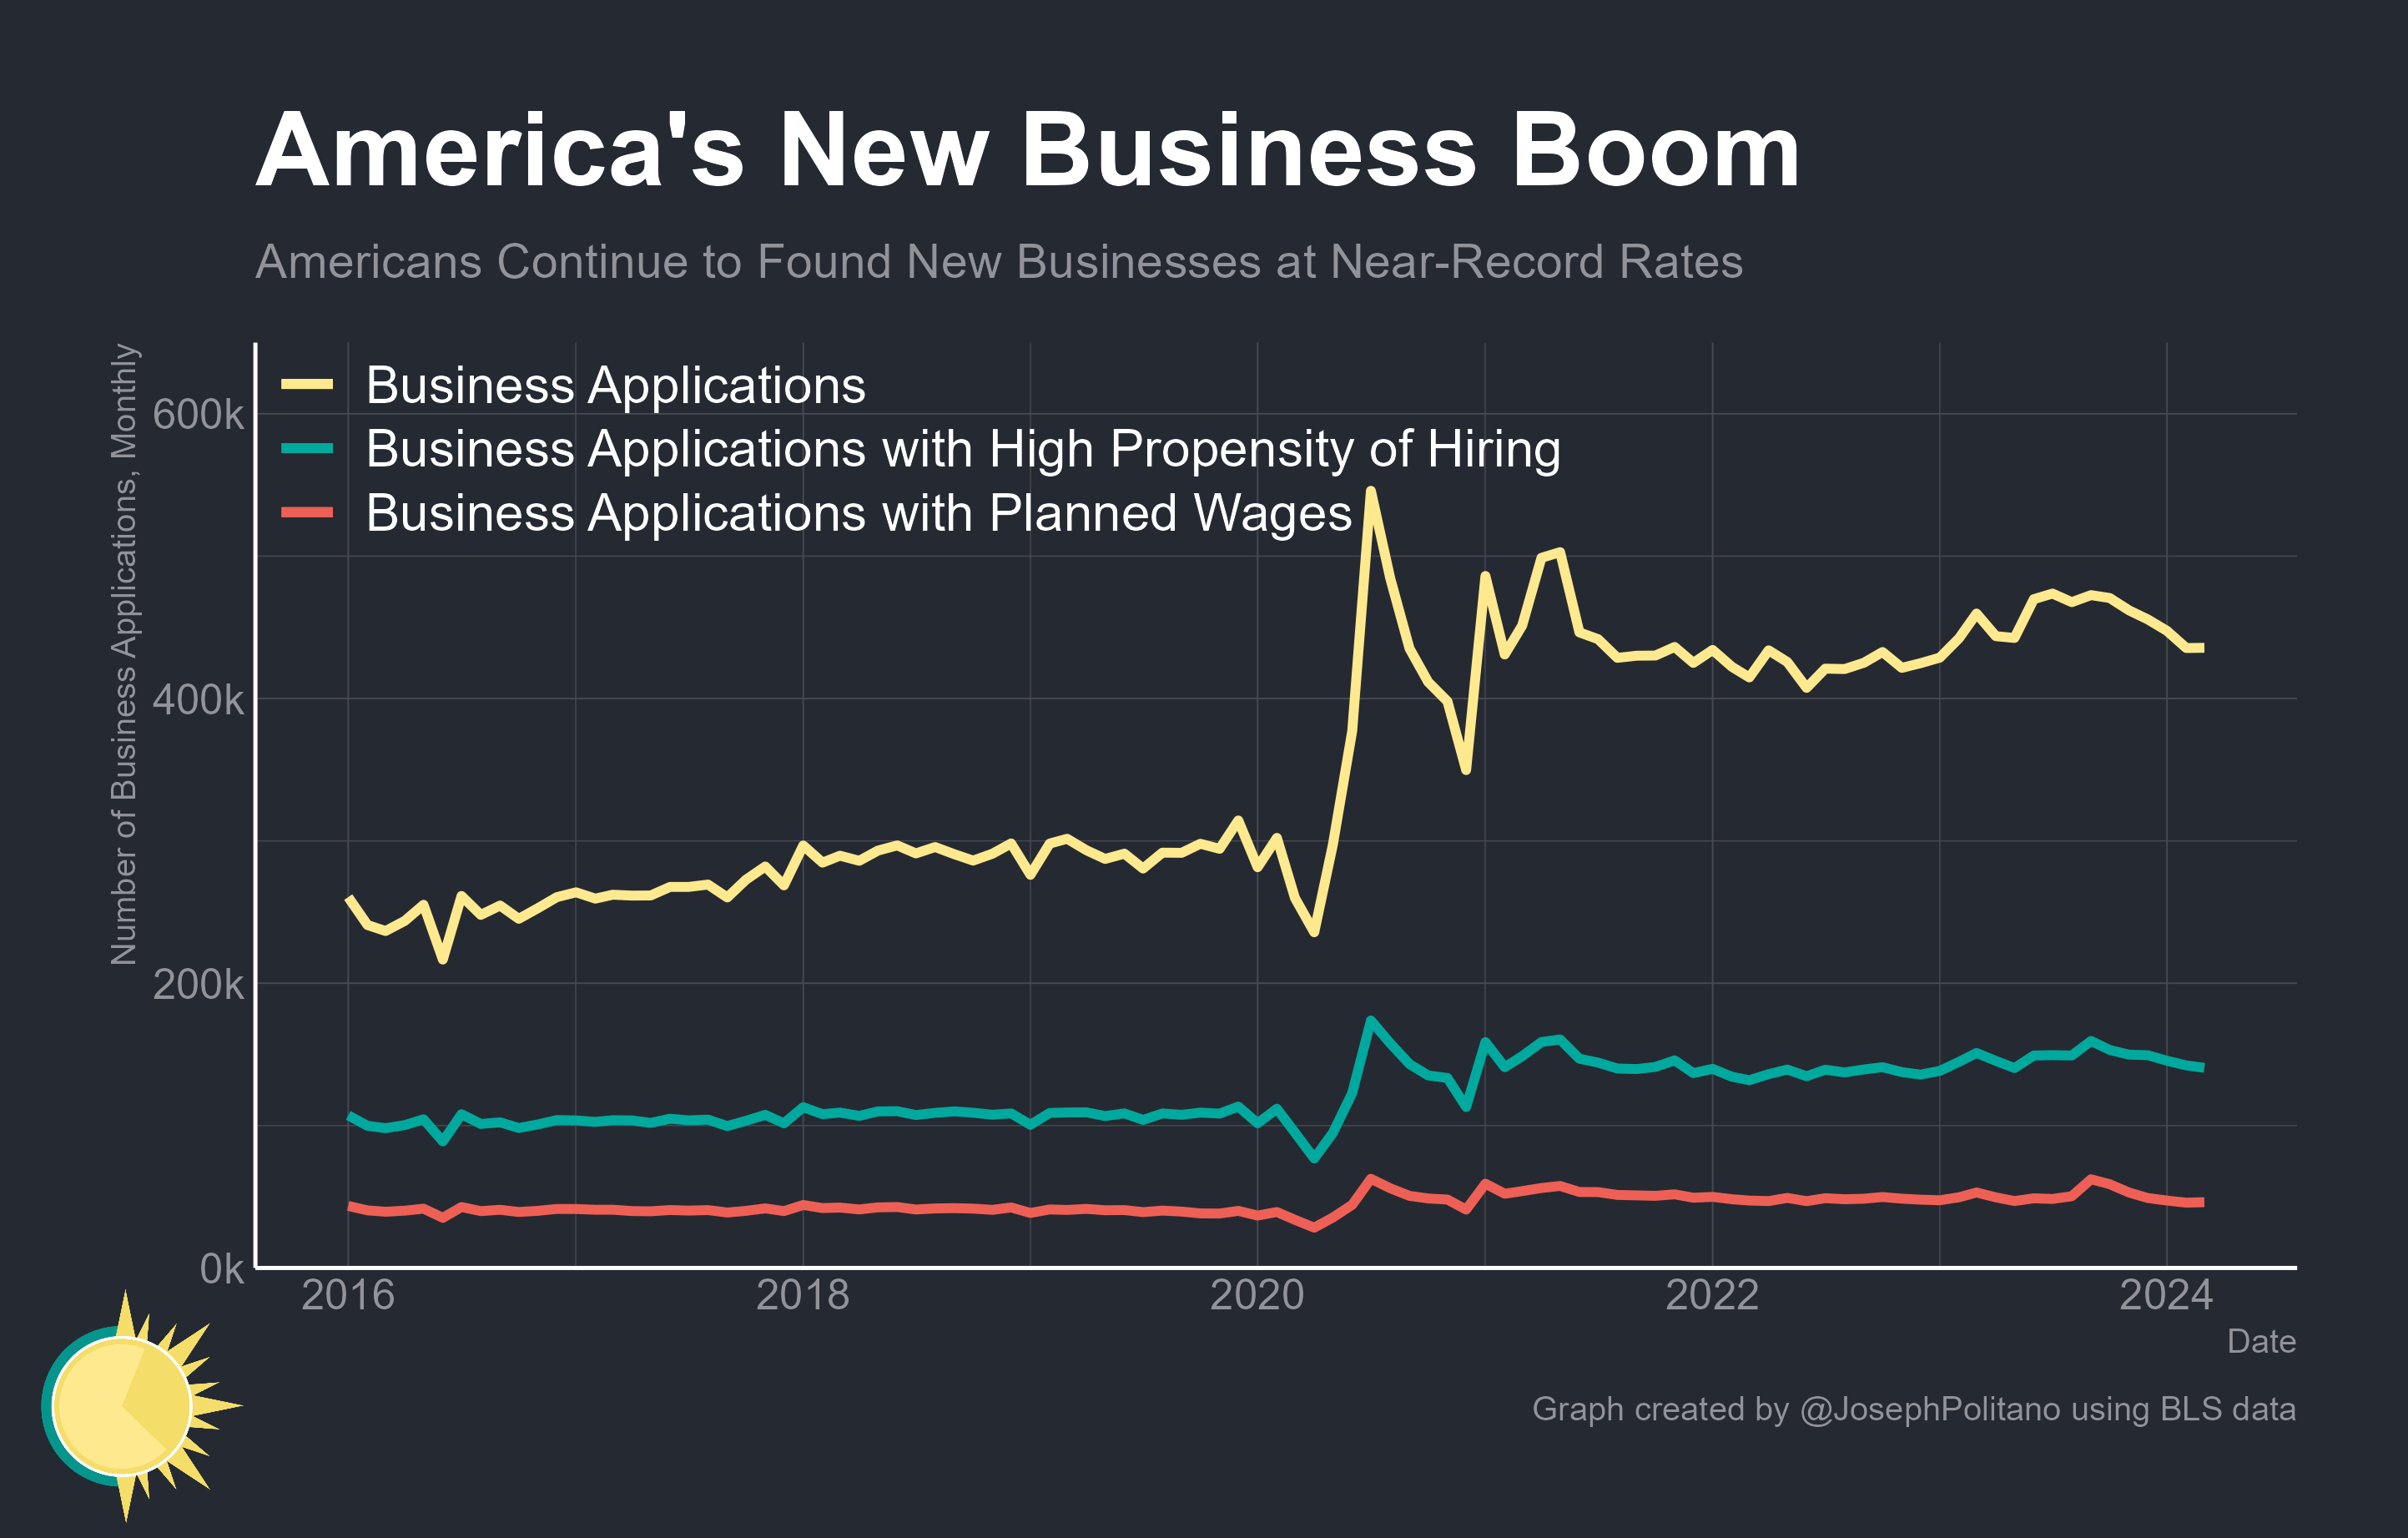 America's New Business Boom
Americans Continue to Found New Businesses at Near-Record Rates
Number of Business Applications, Monthly
Business Applications
Business Applications with High Propensity of Hiring
Business Applications with Planned Wages
600k
400k
200k
0k
2016 2018 2020 2022 2024
Date
Graph created by @JosephPolitano using BLS data